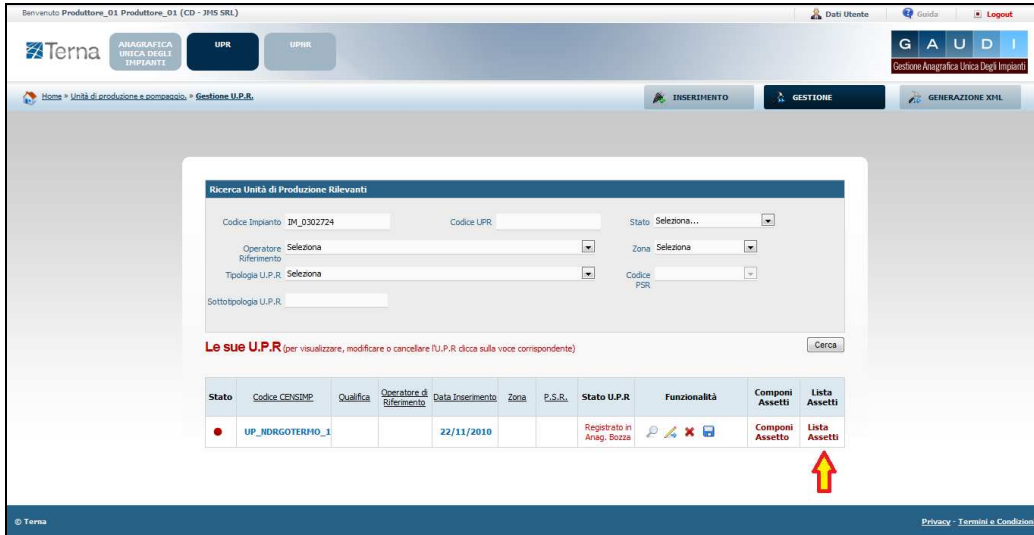 Benvenuto Produttore_01 Produttore_01 (CD - JMS SRL)
Dati Utente
Guida
Logout
Terna
ANAGRAFICA
UNICA DEGLI
IMPIANTI
UPR
UPNR
G A U D I
Gestione Anagrafica Unica Degli Impianti
Home » Unità di produzione e pompaggio. » Gestione U.P.R.
INSERIMENTO
GESTIONE
GENERAZIONE XML
Ricerca Unità di Produzione Rilevanti
Codice Impianto IM_0302724
Codice UPR
Stato Seleziona...
Operatore
Riferimento
Seleziona
Zona Seleziona
Tipologia U.P.R Seleziona
Codice
PSR
Sottotipologia U.P.R
Le sue U.P.R (per visualizzare, modificare o cancellare l'U.P.R clicca sulla voce corrispondente)
Cerca
Stato
Codice CENSIMP
Qualifica
Operatore di
Riferimento
Data Inserimento
Zona
P.S.R.
Stato U.P.R
Funzionalità
Componi
Assetti
Lista
Assetti
UP_NDRGOTERMO_1
22/11/2010
Registrato in
Anag. Bozza
Componi
Assetto
Lista
Assetti
© Terna
Privacy - Termini e Condizion